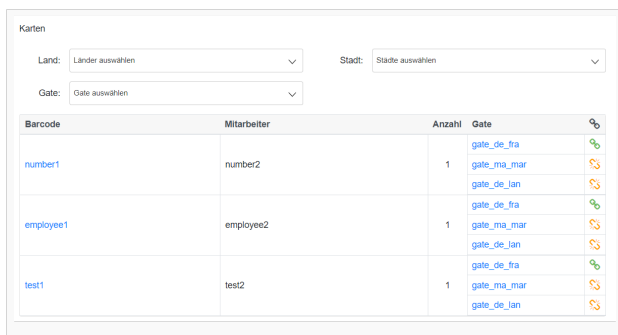 Karten
Land: Länder auswählen Stadt: Städte auswählen
Gate: Gate auswählen
Barcode Mitarbeiter Anzahl Gate
number1 number2 1 gate_de_fra
gate_ma_mar
gate_de_lan
employee1 employee2 1 gate_de_fra
gate_ma_mar
gate_de_lan
test1 test2 1 gate_de_fra
gate_ma_mar
gate_de_lan